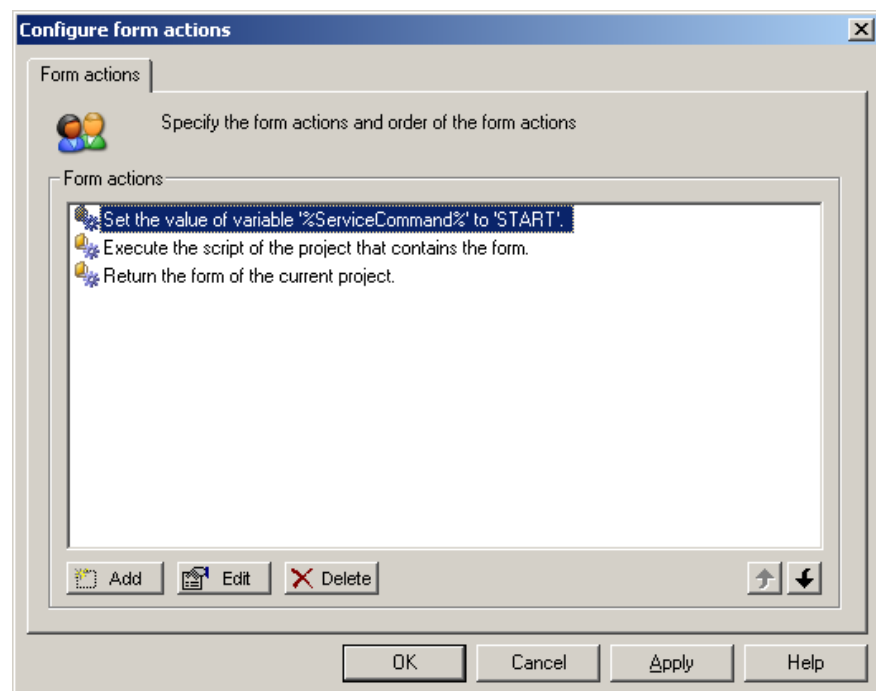 Configure form actions
Form actions
Specify the form actions and order of the form actions
Form actions
Set the value of variable '%ServiceCommand%' to 'START'.
Execute the script of the project that contains the form.
Return the form of the current project.
Add Edit Delete
OK Cancel Apply Help